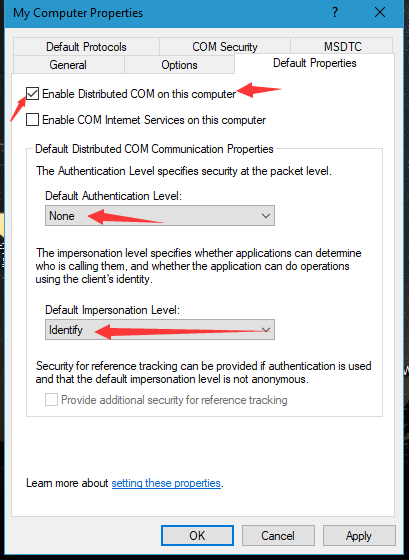 My Computer Properties
?
Default Protocols COM Security MSDTC
General Options Default Properties
Enable Distributed COM on this computer
Enable COM Internet Services on this computer
Default Distributed COM Communication Properties
The Authentication Level specifies security at the packet level.
Default Authentication Level:
None
The impersonation level specifies whether applications can determine
who is calling them, and whether the application can do operations
using the client's identity.
Default Impersonation Level:
Identify
Security for reference tracking can be provided if authentication is used
and that the default impersonation level is not anonymous.
Provide additional security for reference tracking
Learn more about setting these properties.
OK Cancel Apply